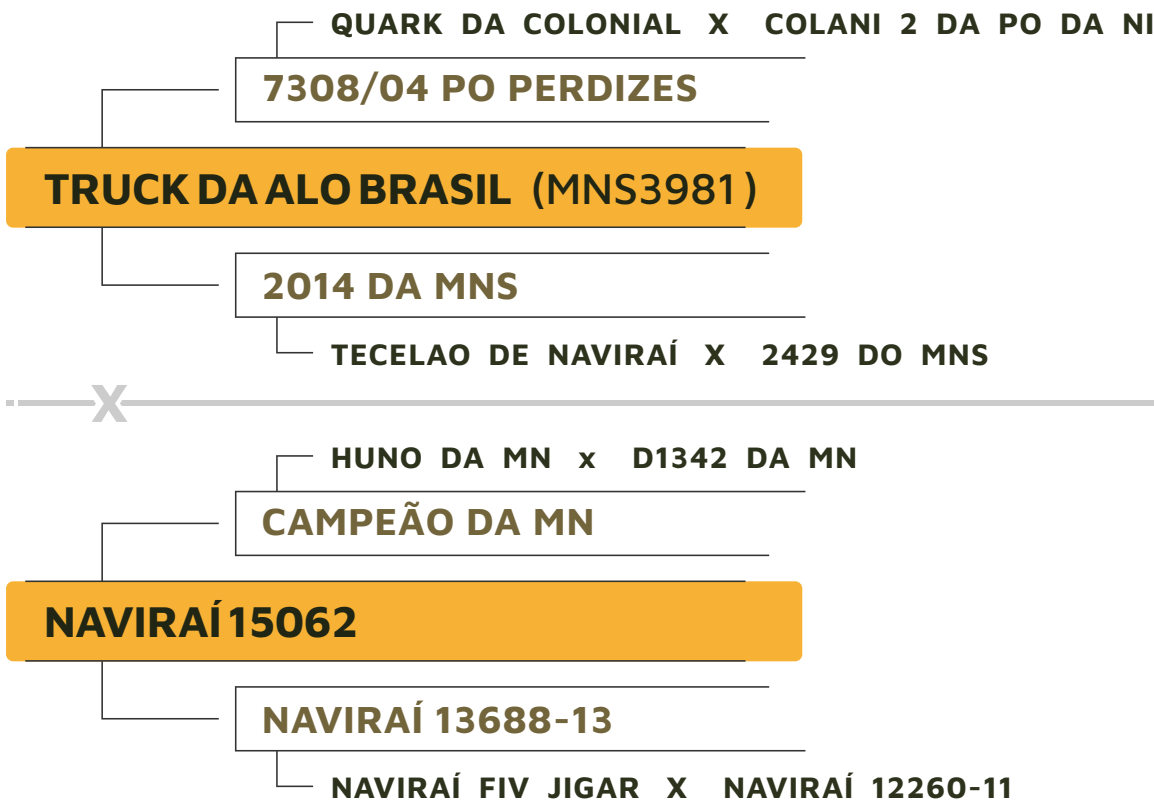 QUARK DA COLONIAL X COLANI 2 DA PO DA NI
7308/04 PO PERDIZES
TRUCK DA ALO BRASIL (MNS3981)
2014 DA MNS
TECELAO DE NAVIRAÍ X 2429 DO MNS
X
HUNO DA MN x D1342 DA MN
CAMPEÃO DA MN
NAVIRAÍ 15062
NAVIRAÍ 13688-13
NAVIRAÍ FIV JIGAR X NAVIRAÍ 12260-11